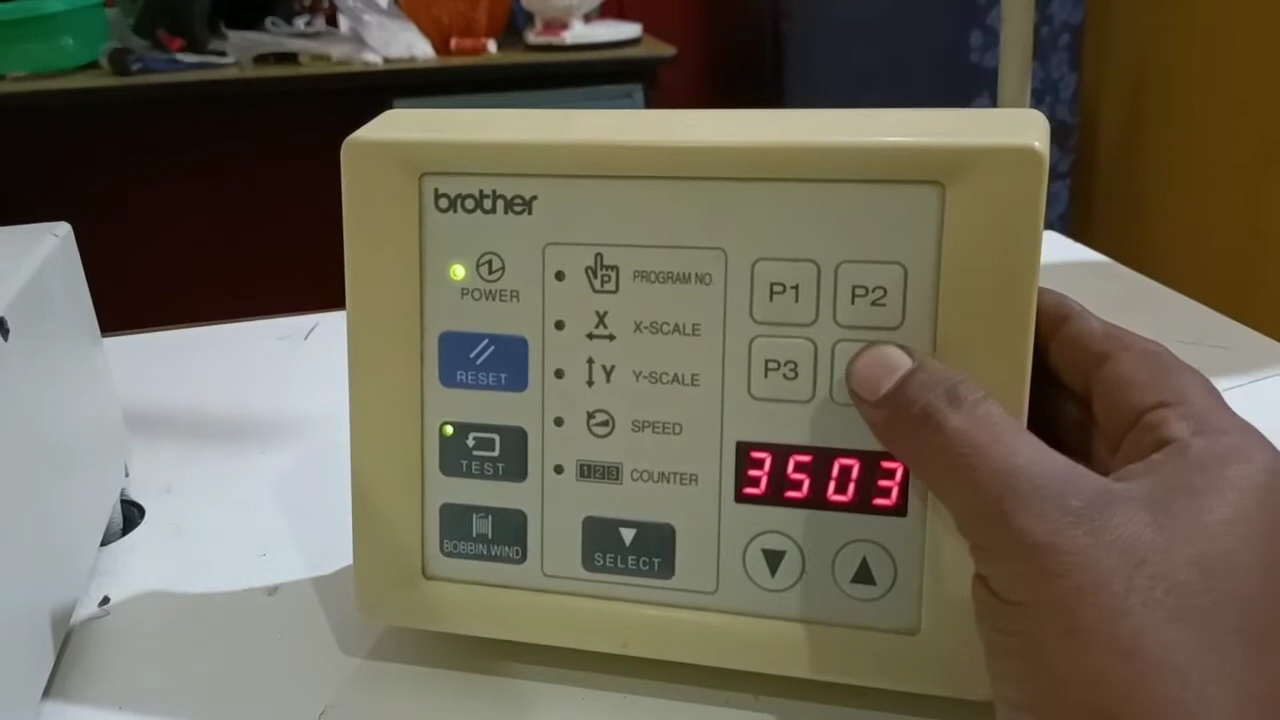 brother
POWER
RESET
TEST
BOBBIN WIND
P
PROGRAM NO.
X
X-SCALE
Y
Y-SCALE
SPEED
123
COUNTER
SELECT
P1
P2
P3
3503